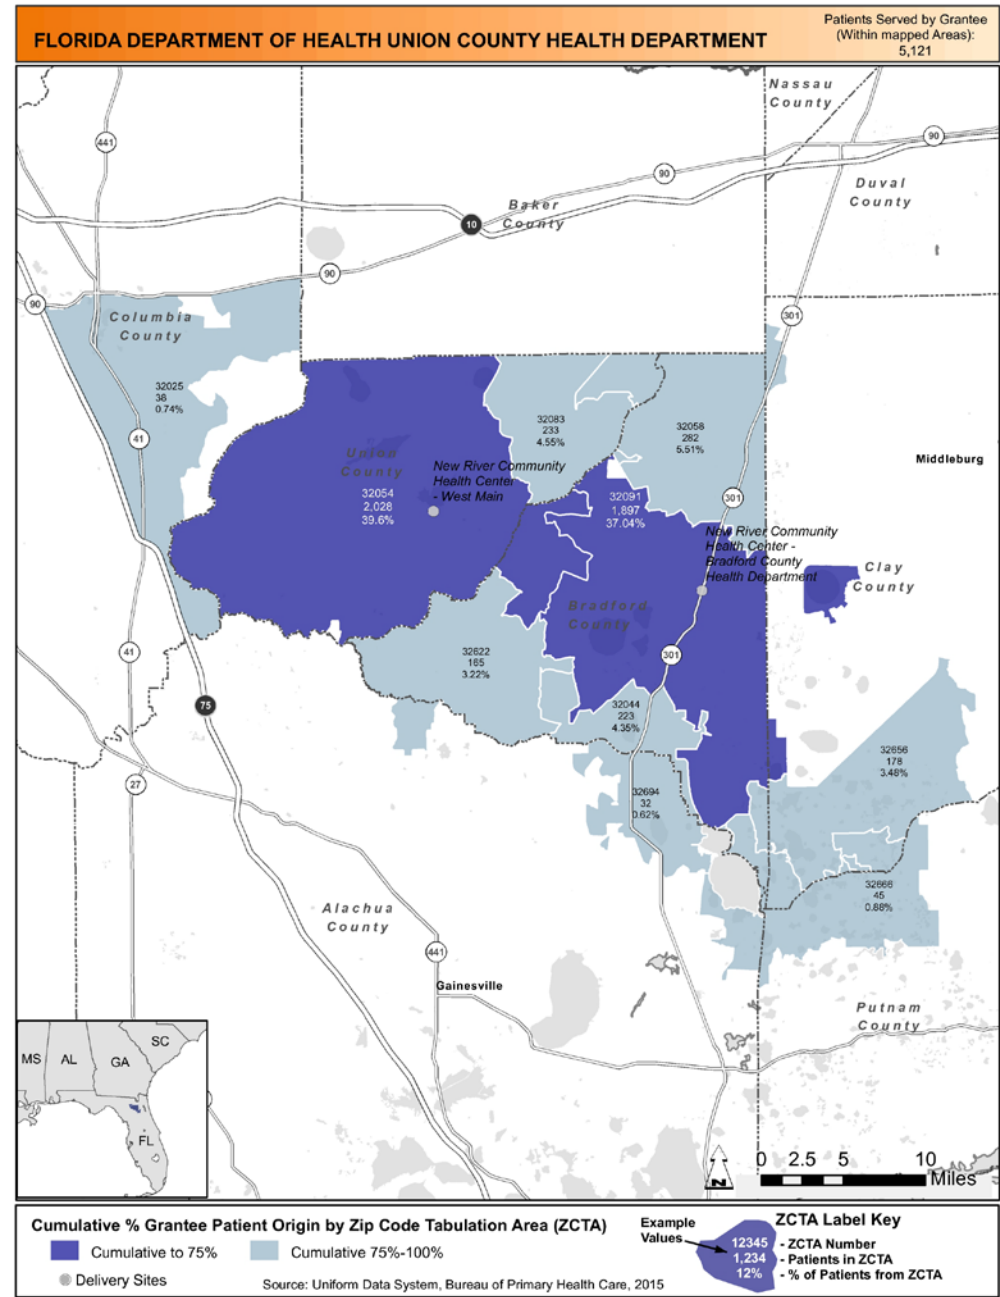 FLORIDA DEPARTMENT OF HEALTH UNION COUNTY HEALTH DEPARTMENT
Patients Served by Grantee
(Within mapped Areas):
5,121
Nassau
County
441
90
90
Duval
County
Baker
County
10
90
90
301
Columbia
County
32025
38
0.74%
41
32083
233
4.55%
32058
282
5.51%
Union
County
New River Community
Health Center
- West Main
Middleburg
32054
2,028
39.6%
32091
1,897
37.04%
301
New River Community
Health Center -
Bradford County
Health Department
Clay
County
Bradford
County
41
301
32622
165
3.22%
75
32044
223
4.35%
32656
178
3.48%
27
32694
32
0.62%
32666
45
0.88%
Alachua
County
441
Gainesville
Putnam
County
MS
AL
GA
SC
FL
N
0 2.5 5 10
Miles
Cumulative % Grantee Patient Origin by Zip Code Tabulation Area (ZCTA)
Cumulative to 75%
Cumulative 75%-100%
Delivery Sites
Source: Uniform Data System, Bureau of Primary Health Care, 2015
Example
Values
12345
1,234
12%
ZCTA Label Key
- ZCTA Number
- Patients in ZCTA
- % of Patients from ZCTA